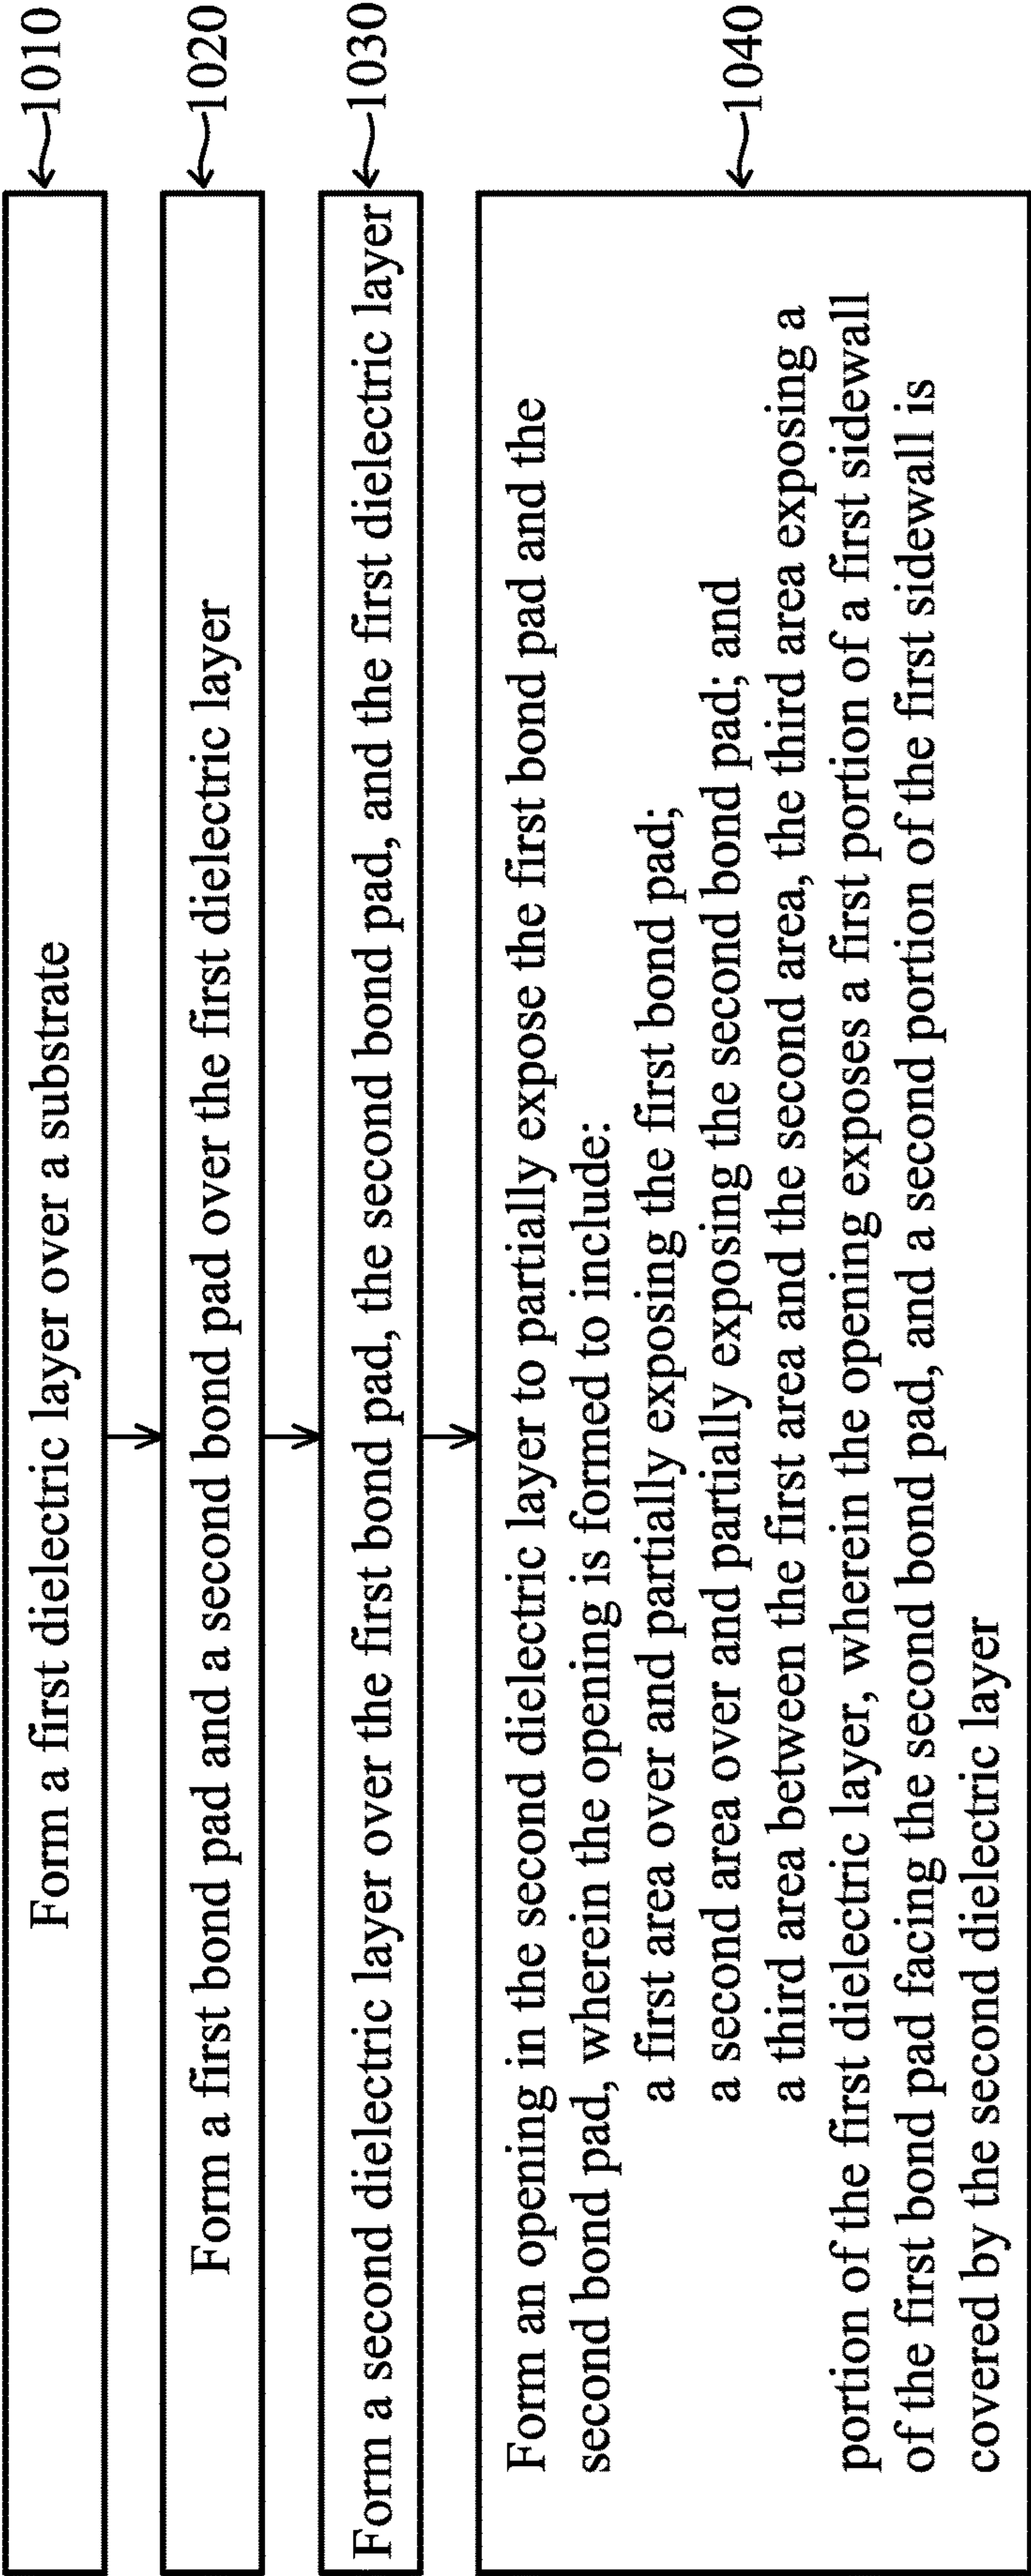 Form a first dielectric layer over a substrate
1010
Form a first bond pad and a second bond pad over the first dielectric layer
1020
Form a second dielectric layer over the first bond pad, the second bond pad, and the first dielectric layer
1030
Form an opening in the second dielectric layer to partially expose the first bond pad and the
second bond pad, wherein the opening is formed to include:
a first area over and partially exposing the first bond pad;
a second area over and partially exposing the second bond pad; and
a third area between the first area and the second area, the third area exposing a
portion of the first dielectric layer, wherein the opening exposes a first portion of a first sidewall
of the first bond pad facing the second bond pad, and a second portion of the first sidewall is
covered by the second dielectric layer
1040